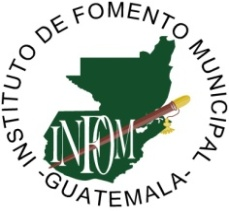 INSTITUTO DE FOMENTO MUNICIPAL
-GUATEMALA-
INFOM